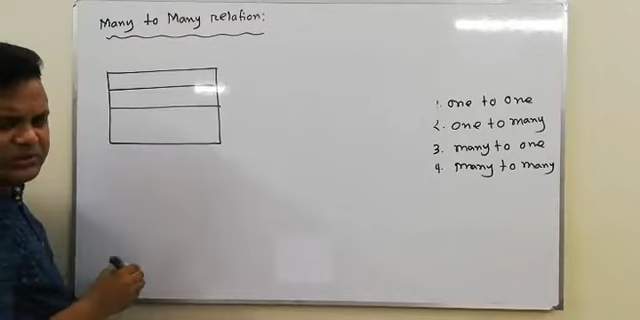 Many to Many relation:
1. one to one
2. one to many
3. many to one
4. many to many